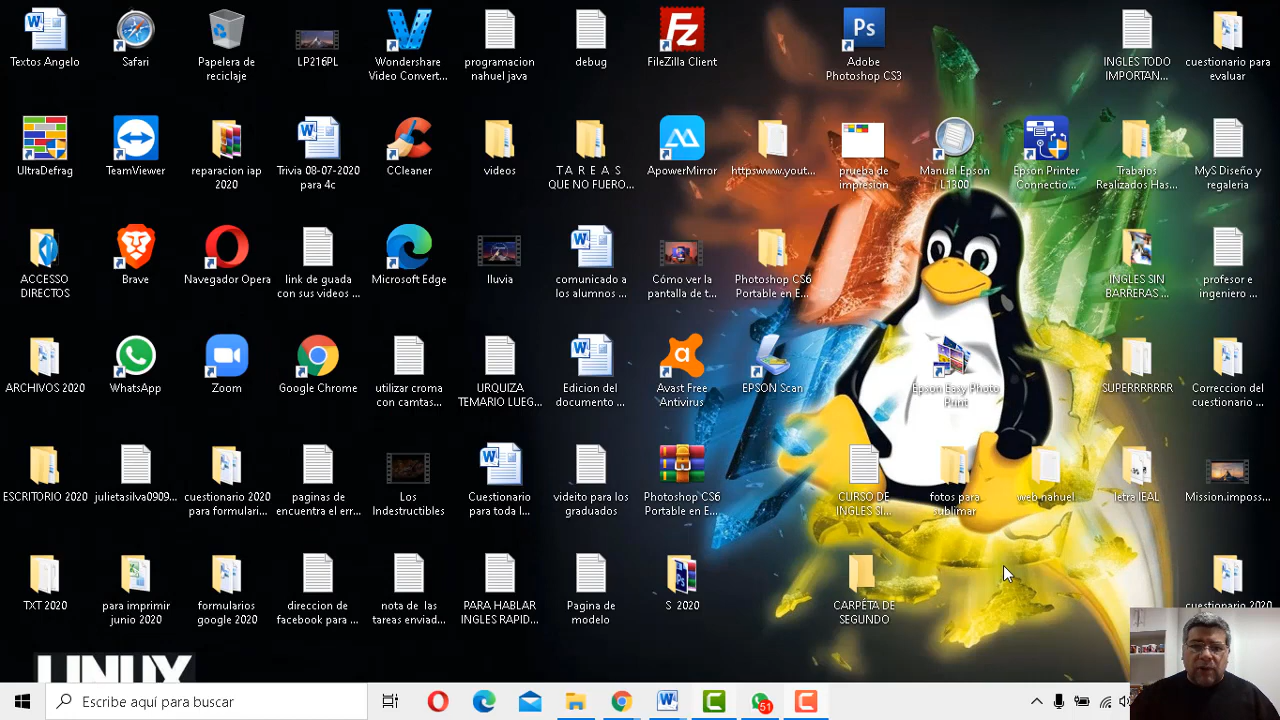 Textos Angelo
Safari
Papelera de
reciclaje
LP216PL
Wondershare
Video Convert...
programacion
nahuel java
debug
FileZilla Client
Adobe
Photoshop CS3
INGLES TODO
IMPORTAN...
cuestionario para
evaluar
UltraDefrag
TeamViewer
reparacion iap
2020
Trivia 08-07-2020
para 4c
CCleaner
videos
T A R E A S
QUE NO FUERO...
ApowerMirror
httpswww.yout...
prueba de
impresion
Manual Epson
L1300
Epson Printer
Connectio...
Trabajos
Realizados Has...
MyS Diseño y
regaleria
ACCESSO
DIRECTOS
Brave
Navegador Opera
link de guada
con sus videos ...
Microsoft Edge
lluvia
comunicado a
los alumnos ...
Cómo ver la
pantalla de t...
Photoshop CS6
Portable en E...
INGLES SIN
BARRERAS ...
profesor e
ingeniero ...
ARCHIVOS 2020
WhatsApp
Zoom
Google Chrome
utilizar croma
con camtas...
URQUIZA
TEMARIO LUEG...
Edicion del
documento ...
Avast Free
Antivirus
EPSON Scan
Epson Easy Photo
Print
SUPERRRRRRR
Correccion del
cuestionario ...
ESCRITORIO 2020
julietasilva0909...
cuestionario 2020
para formulari...
paginas de
encuentra el err...
Los
Indestructibles
Cuestionario
para toda l...
videito para los
graduados
Photoshop CS6
Portable en E...
CURSO DE
INGLES SI...
fotos para
sublimar
web nahuel
letra IEAL
Mission.imposs...
TXT 2020
para imprimir
junio 2020
formularios
google 2020
direccion de
facebook para ...
nota de las
tareas enviad...
PARA HABLAR
INGLES RAPID...
Pagina de
modelo
S 2020
CARPETA DE
SEGUNDO
cuestionario 2020
LINUX
Escribe aquí para buscar
51